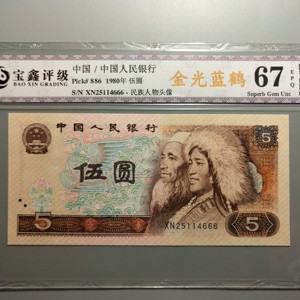 宝鑫评级
BAO XIN GRADING
中国 / 中国人民银行
Pick# 886 1980年 伍圆
S/N XN25114666 - 民族人物头像
金光蓝鹤
67
EPQ
Superb Gem Unc
中国人民银行
5
伍圆
XN25114666
5
5